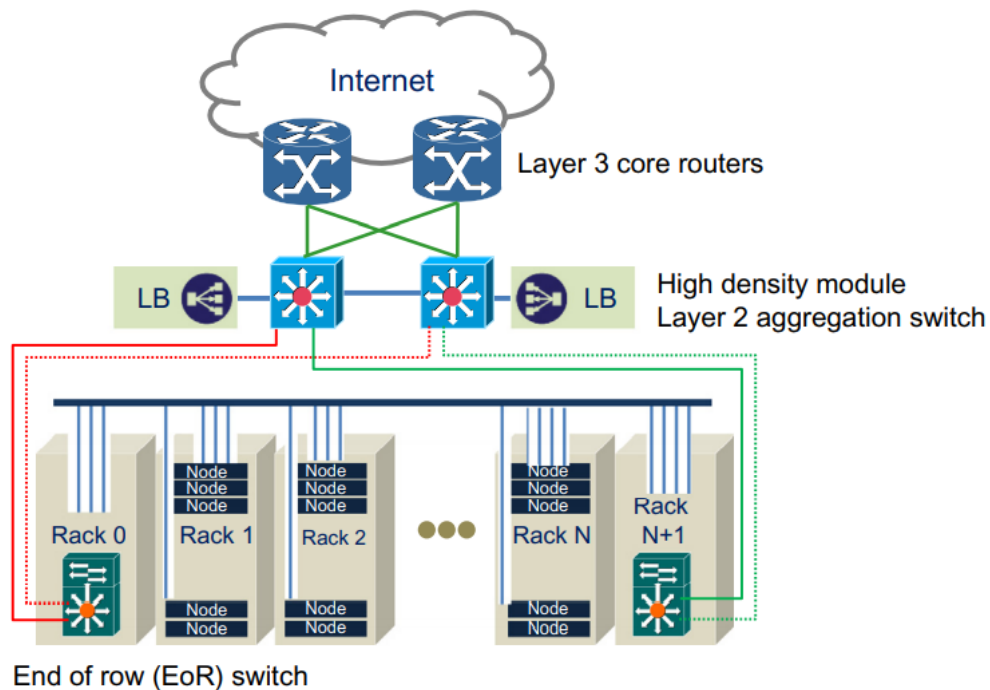 Internet
Layer 3 core routers
LB
LB
High density module
Layer 2 aggregation switch
Node
Node
Node
Node
Node
Node
Node
Node
Node
Rack 0
Rack 1
Rack 2
Rack N
Rack
N+1
Node
Node
Node
Node
Node
Node
End of row (EoR) switch